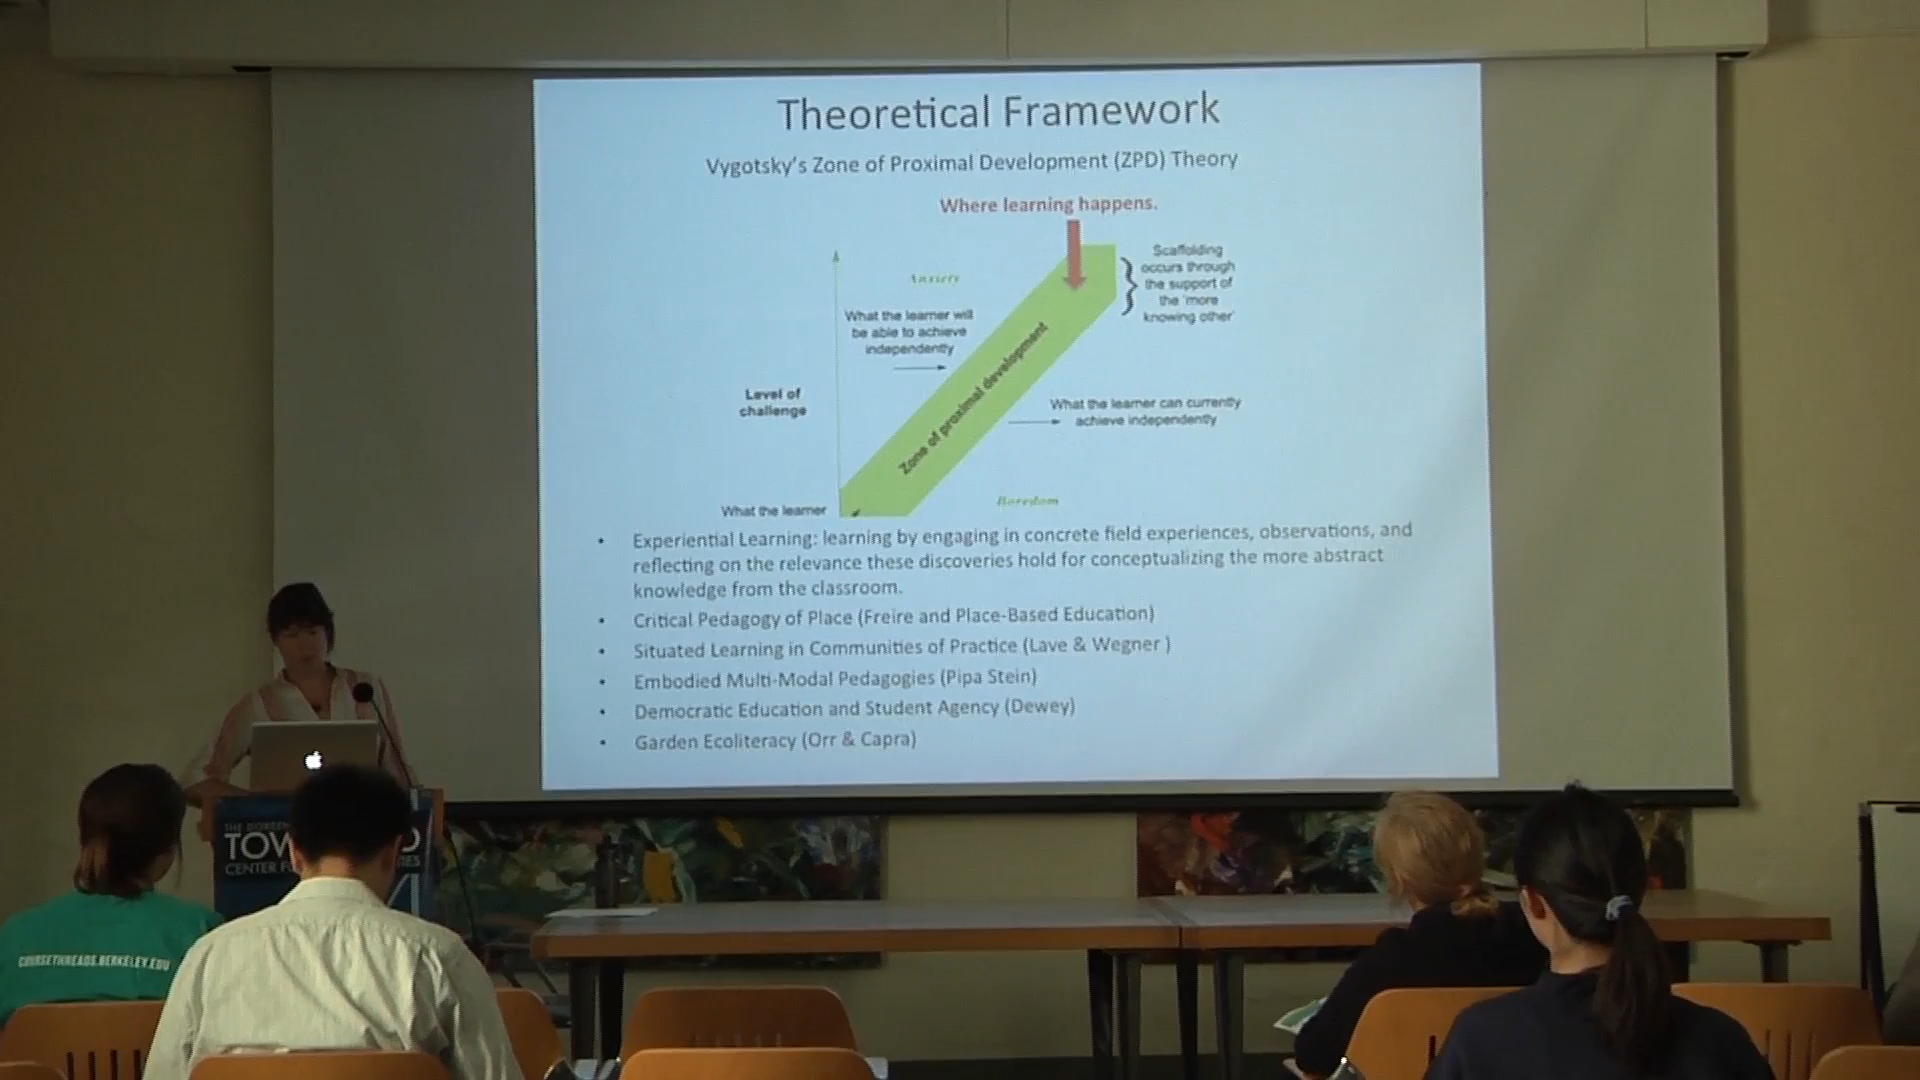 Theoretical Framework
Vygotsky's Zone of Proximal Development (ZPD) Theory
Where learning happens.
Anxiety
Scaffolding
occurs through
the support of
the 'more
knowing other'
What the learner will
be able to achieve
independently
Level of
challenge
Zone of proximal development
What the learner can currently
achieve independently
Boredom
What the learner
• Experiential Learning: learning by engaging in concrete field experiences, observations, and
reflecting on the relevance these discoveries hold for conceptualizing the more abstract
knowledge from the classroom.
• Critical Pedagogy of Place (Freire and Place-Based Education)
• Situated Learning in Communities of Practice (Lave & Wegner )
• Embodied Multi-Modal Pedagogies (Pipa Stein)
• Democratic Education and Student Agency (Dewey)
• Garden Ecoliteracy (Orr & Capra)
THE
TOW
CENTER
COURSETHREADS.BERKELEY.EDU